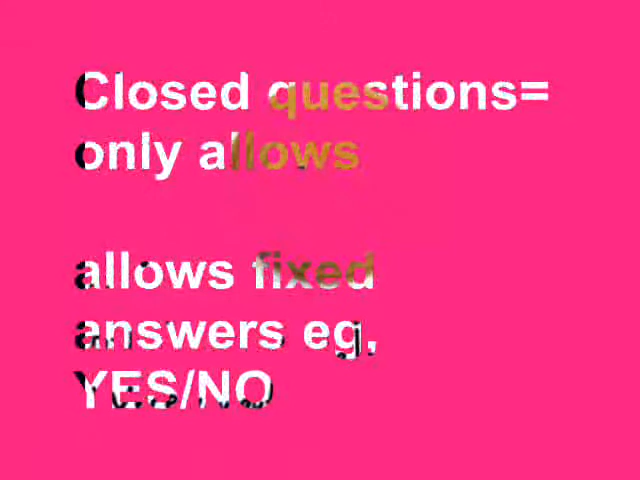 Closed questions=
only allows
allows fixed
answers eg,
YES/NO